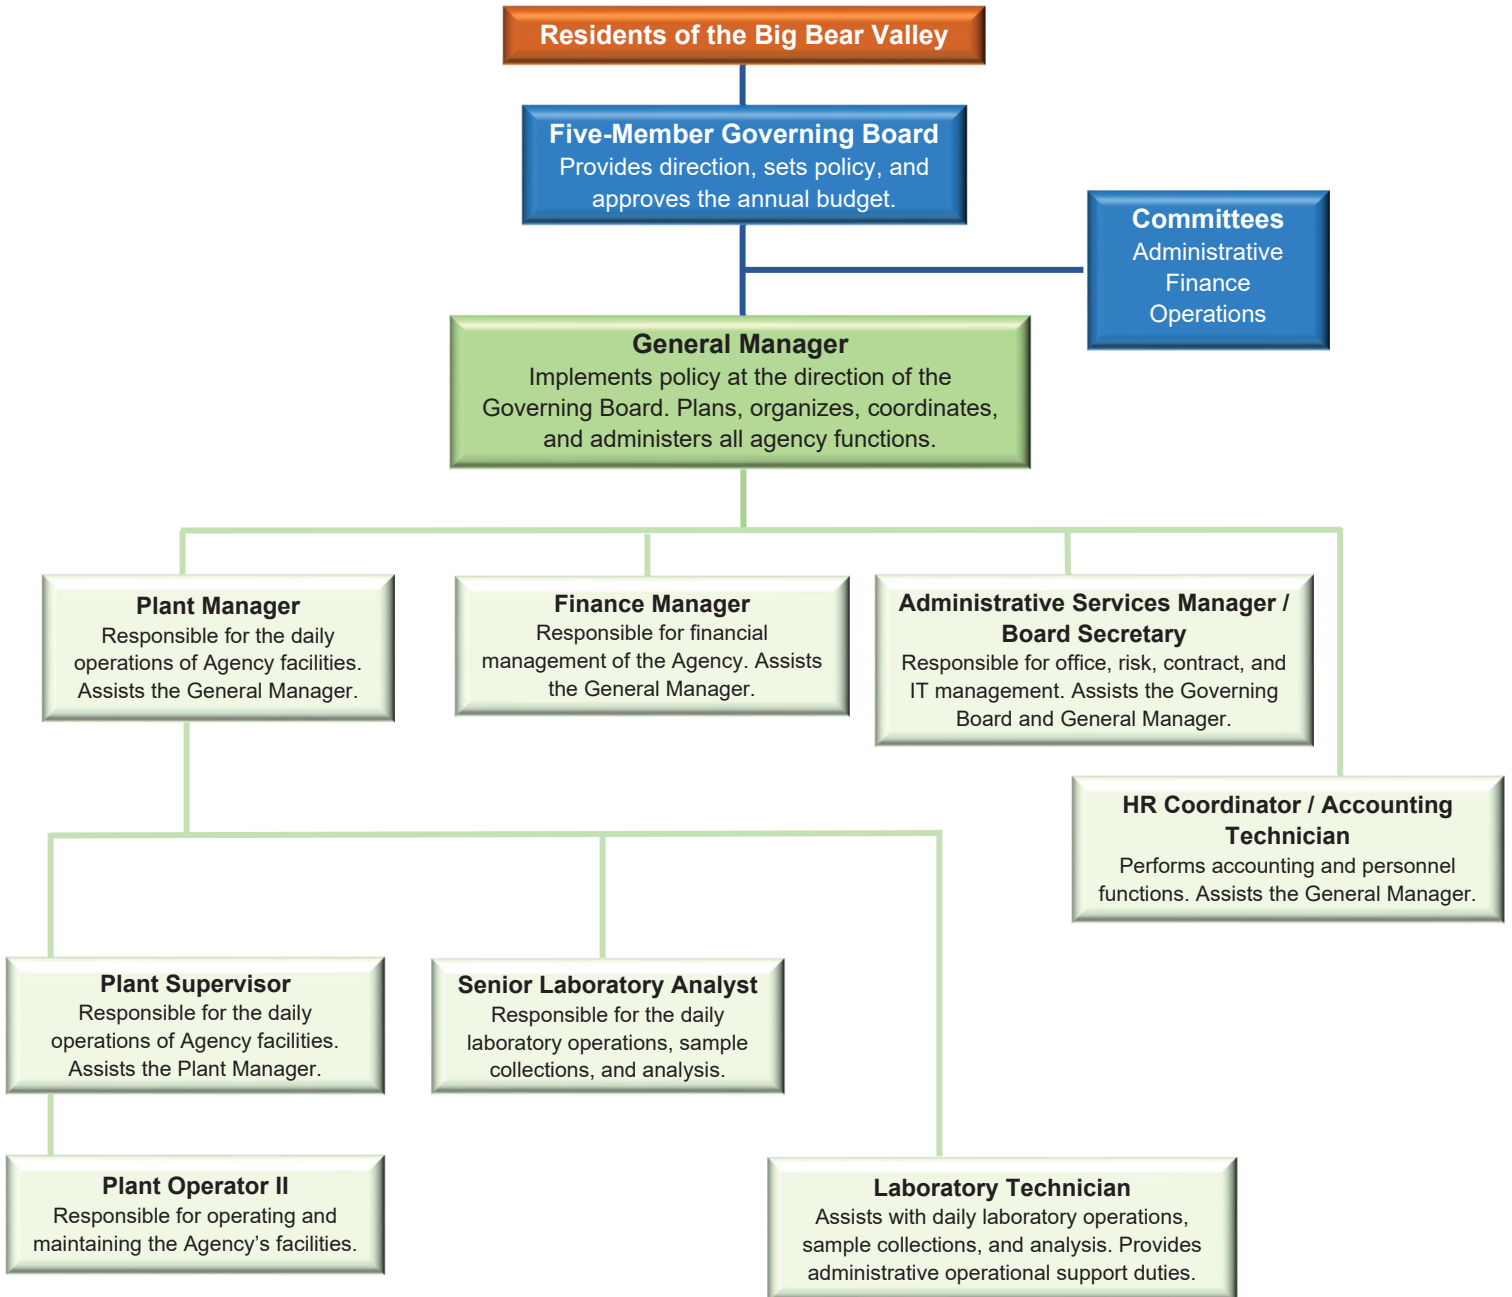 Residents of the Big Bear Valley
Five-Member Governing Board
Provides direction, sets policy, and
approves the annual budget.
Committees
Administrative
Finance
Operations
General Manager
Implements policy at the direction of the
Governing Board. Plans, organizes, coordinates,
and administers all agency functions.
Plant Manager
Responsible for the daily
operations of Agency facilities.
Assists the General Manager.
Finance Manager
Responsible for financial
management of the Agency. Assists
the General Manager.
Administrative Services Manager /
Board Secretary
Responsible for office, risk, contract, and
IT management. Assists the Governing
Board and General Manager.
HR Coordinator / Accounting
Technician
Performs accounting and personnel
functions. Assists the General Manager.
Plant Supervisor
Responsible for the daily
operations of Agency facilities.
Assists the Plant Manager.
Senior Laboratory Analyst
Responsible for the daily
laboratory operations, sample
collections, and analysis.
Plant Operator II
Responsible for operating and
maintaining the Agency’s facilities.
Laboratory Technician
Assists with daily laboratory operations,
sample collections, and analysis. Provides
administrative operational support duties.